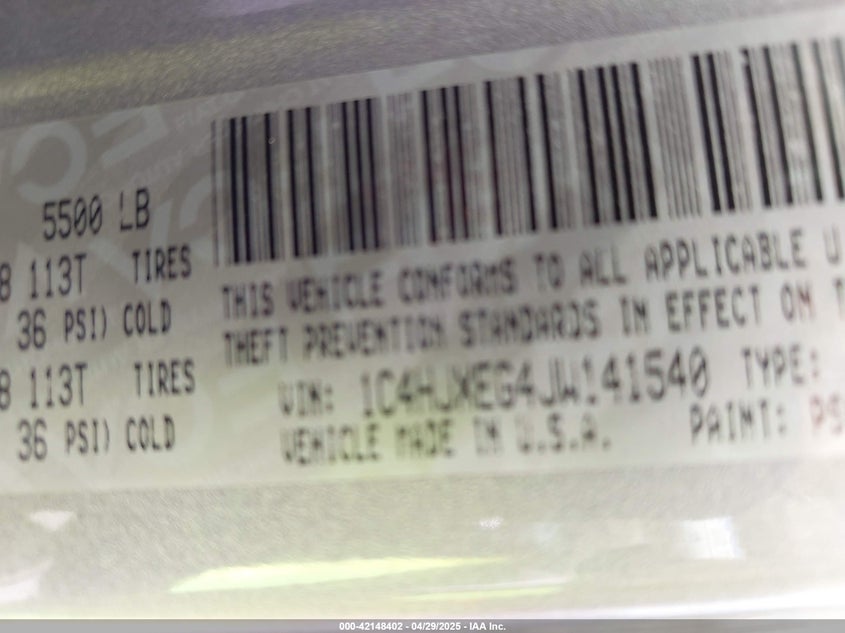 5500 LB
8 113T TIRES
36 PSI) COLD
8 113T TIRES
36 PSI) COLD
THIS VEHICLE CONFORMS TO ALL APPLICABLE U
THEFT PREVENTION STANDARDS IN EFFECT ON T
VIN: 1C4HJXEG4JW141540 TYPE:
VEHICLE MADE IN U.S.A. PAINT: PS
000-42148402 - 04/29/2025 - IAA Inc.